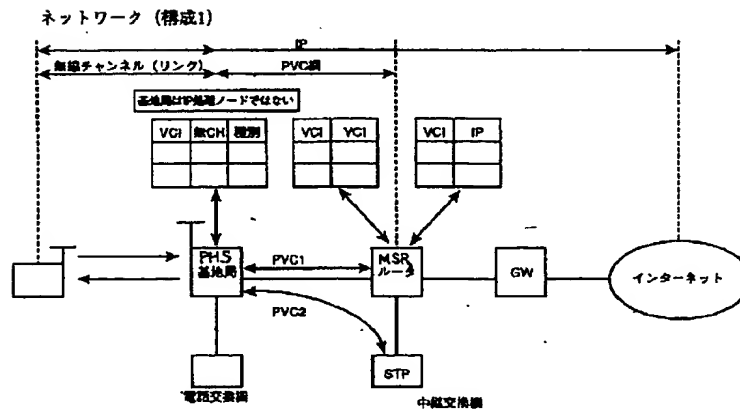 ネットワーク（構成1）
IP
無線チャンネル（リンク）
PVC網
基地局はIP処理ノードではない
VCI 無CH 種別
VCI VCI
VCI IP
PHS
基地局
PVC1
MSR
ルータ
GW
インターネット
PVC2
STP
電話交換網
中継交換網